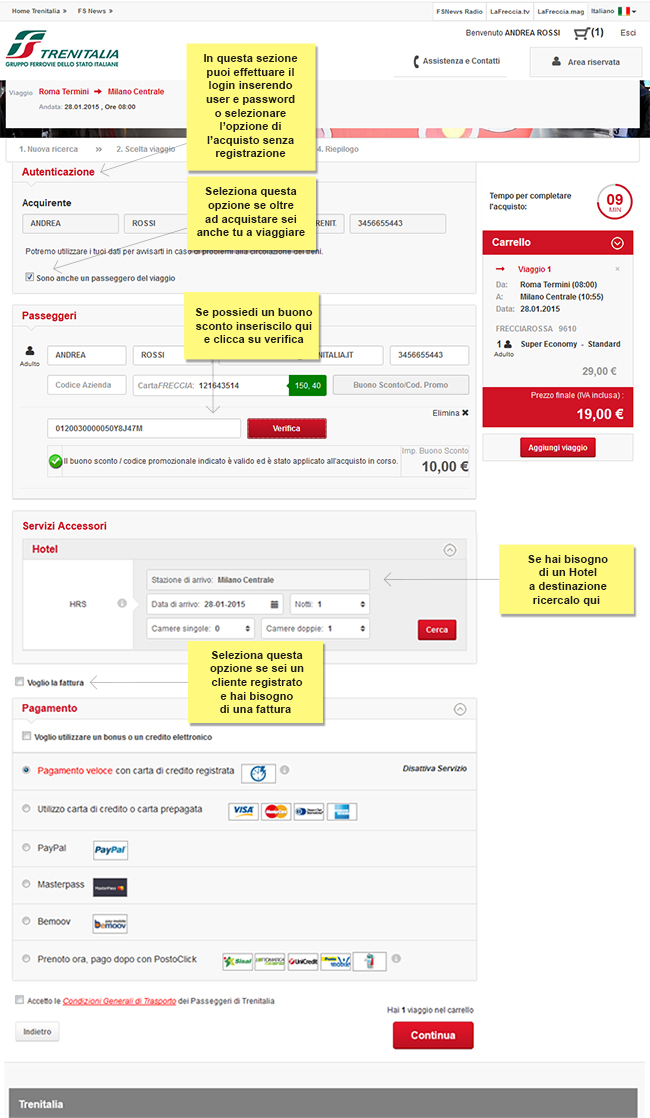 Home Trenitalia
FS News
FSNews Radio
LaFreccia.tv
LaFreccia.mag
Italiano
TRENITALIA
GRUPPO FERROVIE DELLO STATO ITALIANE
Benvenuto ANDREA ROSSI
(1)
Esci
Assistenza e Contatti
Area riservata
Viaggio
Roma Termini → Milano Centrale
Andata: 28.01.2015 , Ore 08:00
In questa sezione
puoi effettuare il
login inserendo
user e password
o selezionare
l'opzione di
l'acquisto senza
registrazione
1. Nuova ricerca
2. Scelta viaggio
4. Riepilogo
Autenticazione
Acquirente
ANDREA
ROSSI
3456655443
Seleziona questa
opzione se oltre
ad acquistare sei
anche tu a viaggiare
Potremo utilizzare i tuoi dati per avvisarti in caso di problemi alla circolazione dei treni.
Sono anche un passeggero del viaggio
Tempo per completare
l'acquisto:
09
MIN
Carrello
Viaggio 1
×
Da: Roma Termini (08:00)
A: Milano Centrale (10:55)
Data: 28.01.2015
FRECCIAROSSA 9610
1 Super Economy - Standard
Adulto
29,00 €
Prezzo finale (IVA inclusa) :
19,00 €
Aggiungi viaggio
Passeggeri
Se possiedi un buono
sconto inseriscilo qui
e clicca su verifica
Adulto
ANDREA
ROSSI
3456655443
Codice Azienda
CartaFRECCIA: 121643514
150, 40
Buono Sconto/Cod. Promo
Elimina ✖
0120030000050Y8J47M
Verifica
Il buono sconto / codice promozionale indicato è valido ed è stato applicato all'acquisto in corso.
Imp. Buono Sconto
10,00 €
Servizi Accessori
Hotel
HRS
Stazione di arrivo: Milano Centrale
Data di arrivo: 28-01-2015
Notti: 1
Camere singole: 0
Camere doppie: 1
Cerca
Se hai bisogno
di un Hotel
a destinazione
ricercalo qui
Voglio la fattura
Seleziona questa
opzione se sei un
cliente registrato
e hai bisogno
di una fattura
Pagamento
Voglio utilizzare un bonus o un credito elettronico
Pagamento veloce con carta di credito registrata
Disattiva Servizio
Utilizzo carta di credito o carta prepagata
VISA
PayPal
PayPal
Masterpass
Bemoov
bemoov
Prenoto ora, pago dopo con PostoClick
Sisal
UniCredit
Accetto le Condizioni Generali di Trasporto dei Passeggeri di Trenitalia
Hai 1 viaggio nel carrello
Indietro
Continua
Trenitalia